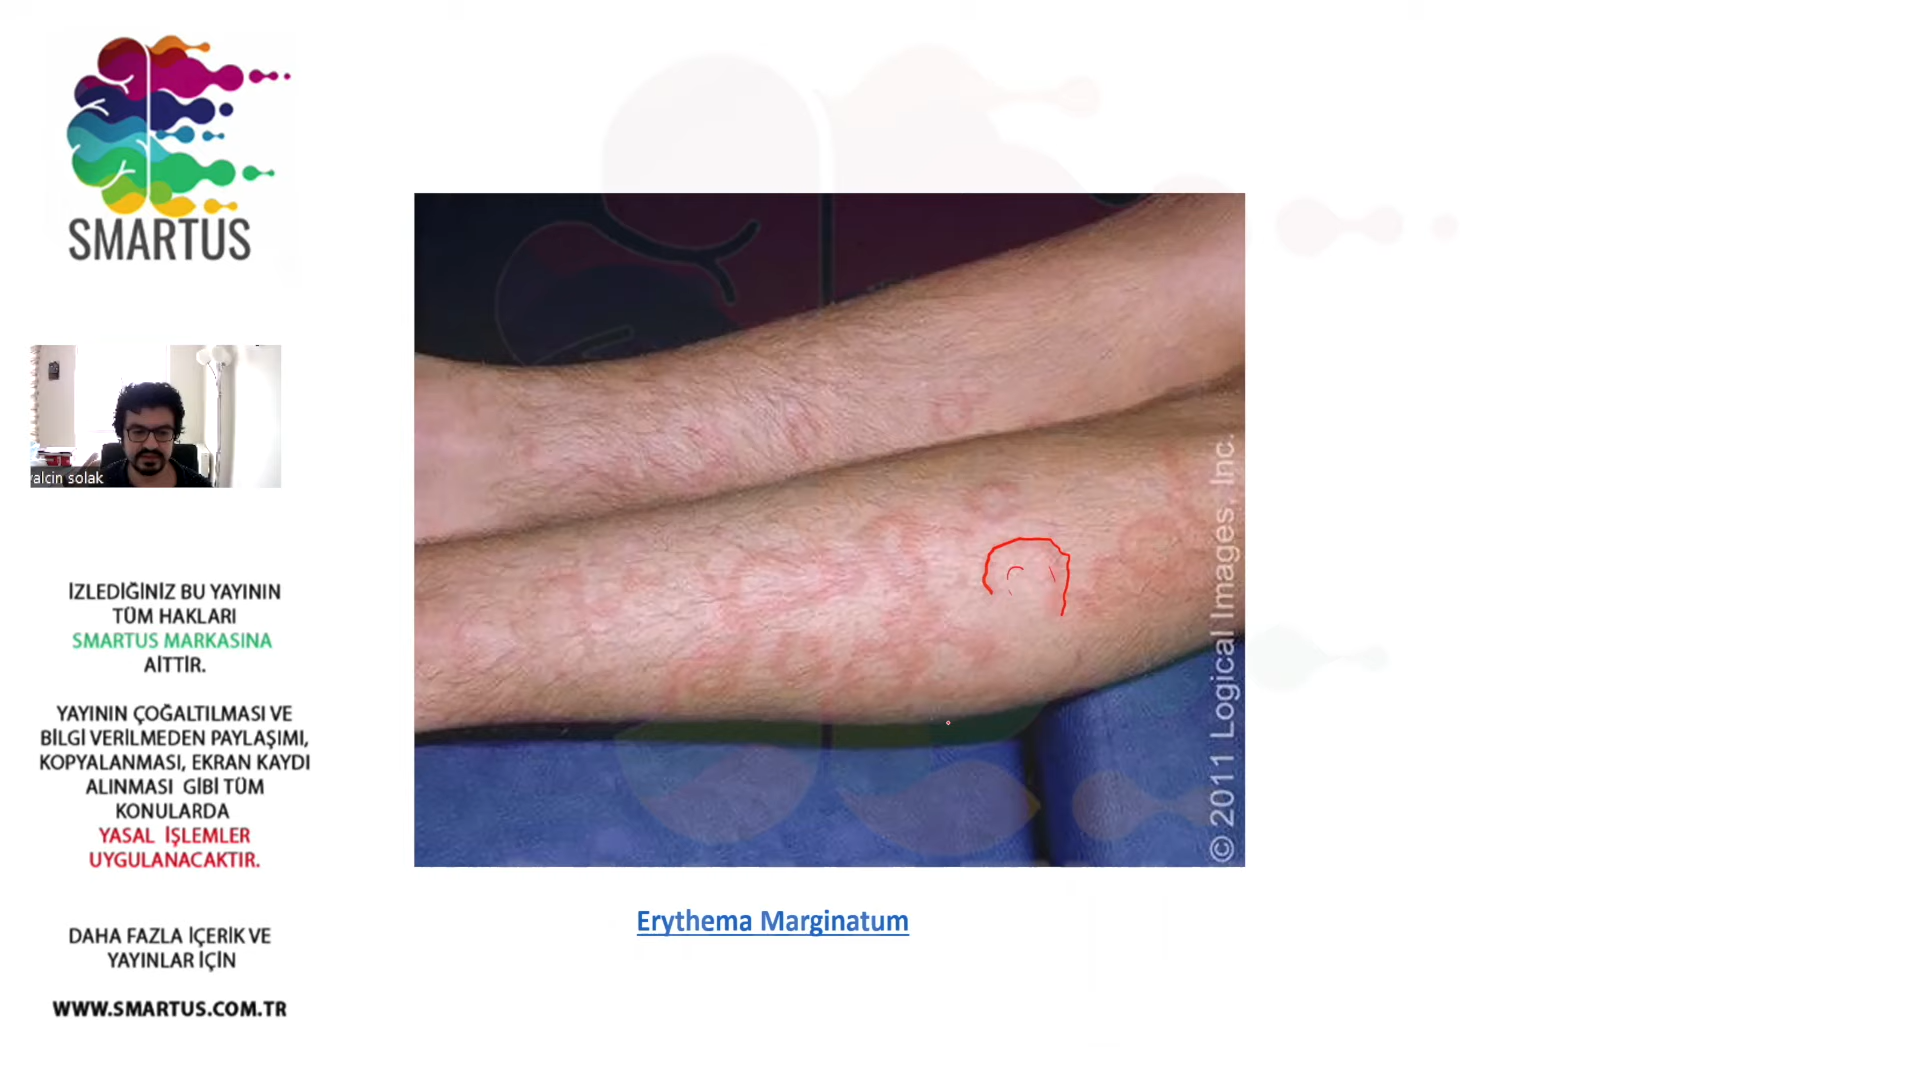 SMARTUS
yalcin solak
İZLEDİĞİNİZ BU YAYININ
TÜM HAKLARI
SMARTUS MARKASINA
AİTTİR.
YAYININ ÇOĞALTILMASI VE
BİLGİ VERİLMEDEN PAYLAŞIMI,
KOPYALANMASI, EKRAN KAYDI
ALINMASI GİBİ TÜM
KONULARDA
YASAL İŞLEMLER
UYGULANACAKTIR.
DAHA FAZLA İÇERİK VE
YAYINLAR İÇİN
WWW.SMARTUS.COM.TR
© 2011 Logical Images, Inc.
Erythema Marginatum